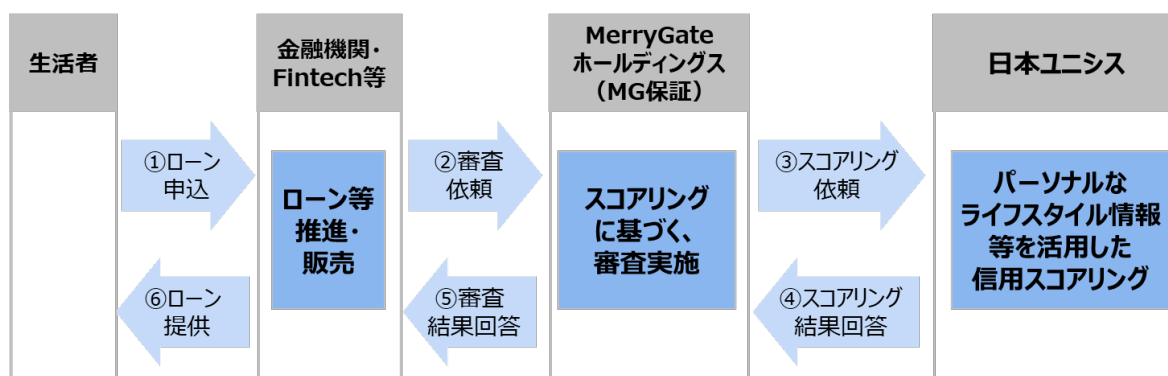 生活者
金融機関・
Fintech等
MerryGate
ホールディングス
（MG保証）
日本ユニシス
①ローン
申込
②審査
依頼
③スコアリング
依頼
ローン等
推進・
販売
スコアリング
に基づく、
審査実施
パーソナルな
ライフスタイル情報
等を活用した
信用スコアリング
⑥ローン
提供
⑤審査
結果回答
④スコアリング
結果回答